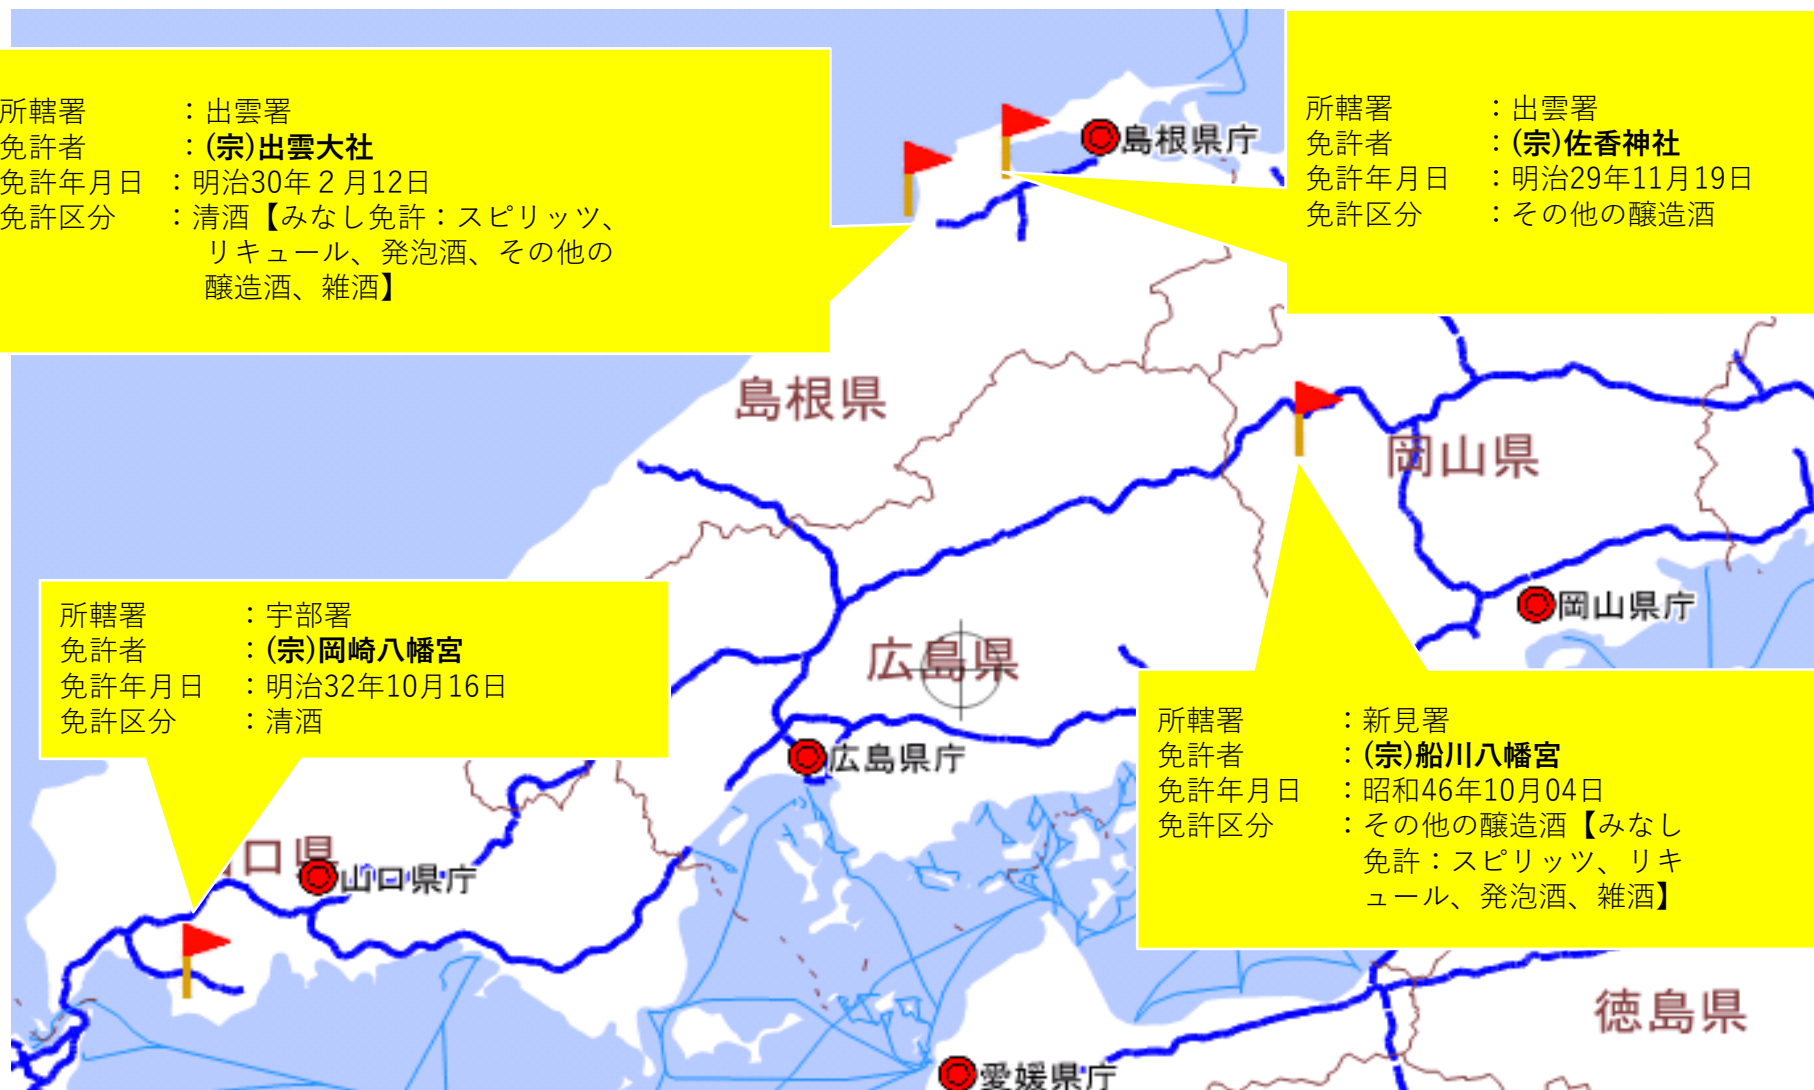 所轄署 ：出雲署
免許者 ：(宗)出雲大社
免許年月日 ：明治30年２月12日
免許区分 ：清酒【みなし免許：スピリッツ、
リキュール、発泡酒、その他の
醸造酒、雑酒】
所轄署 ：出雲署
免許者 ：(宗)佐香神社
免許年月日 ：明治29年11月19日
免許区分 ：その他の醸造酒
島根県庁
島根県
岡山県
岡山県庁
所轄署 ：宇部署
免許者 ：(宗)岡崎八幡宮
免許年月日 ：明治32年10月16日
免許区分 ：清酒
広島県
広島県庁
所轄署 ：新見署
免許者 ：(宗)船川八幡宮
免許年月日 ：昭和46年10月04日
免許区分 ：その他の醸造酒【みなし
免許：スピリッツ、リキ
ュール、発泡酒、雑酒】
口県
山口県庁
徳島県
愛媛県庁